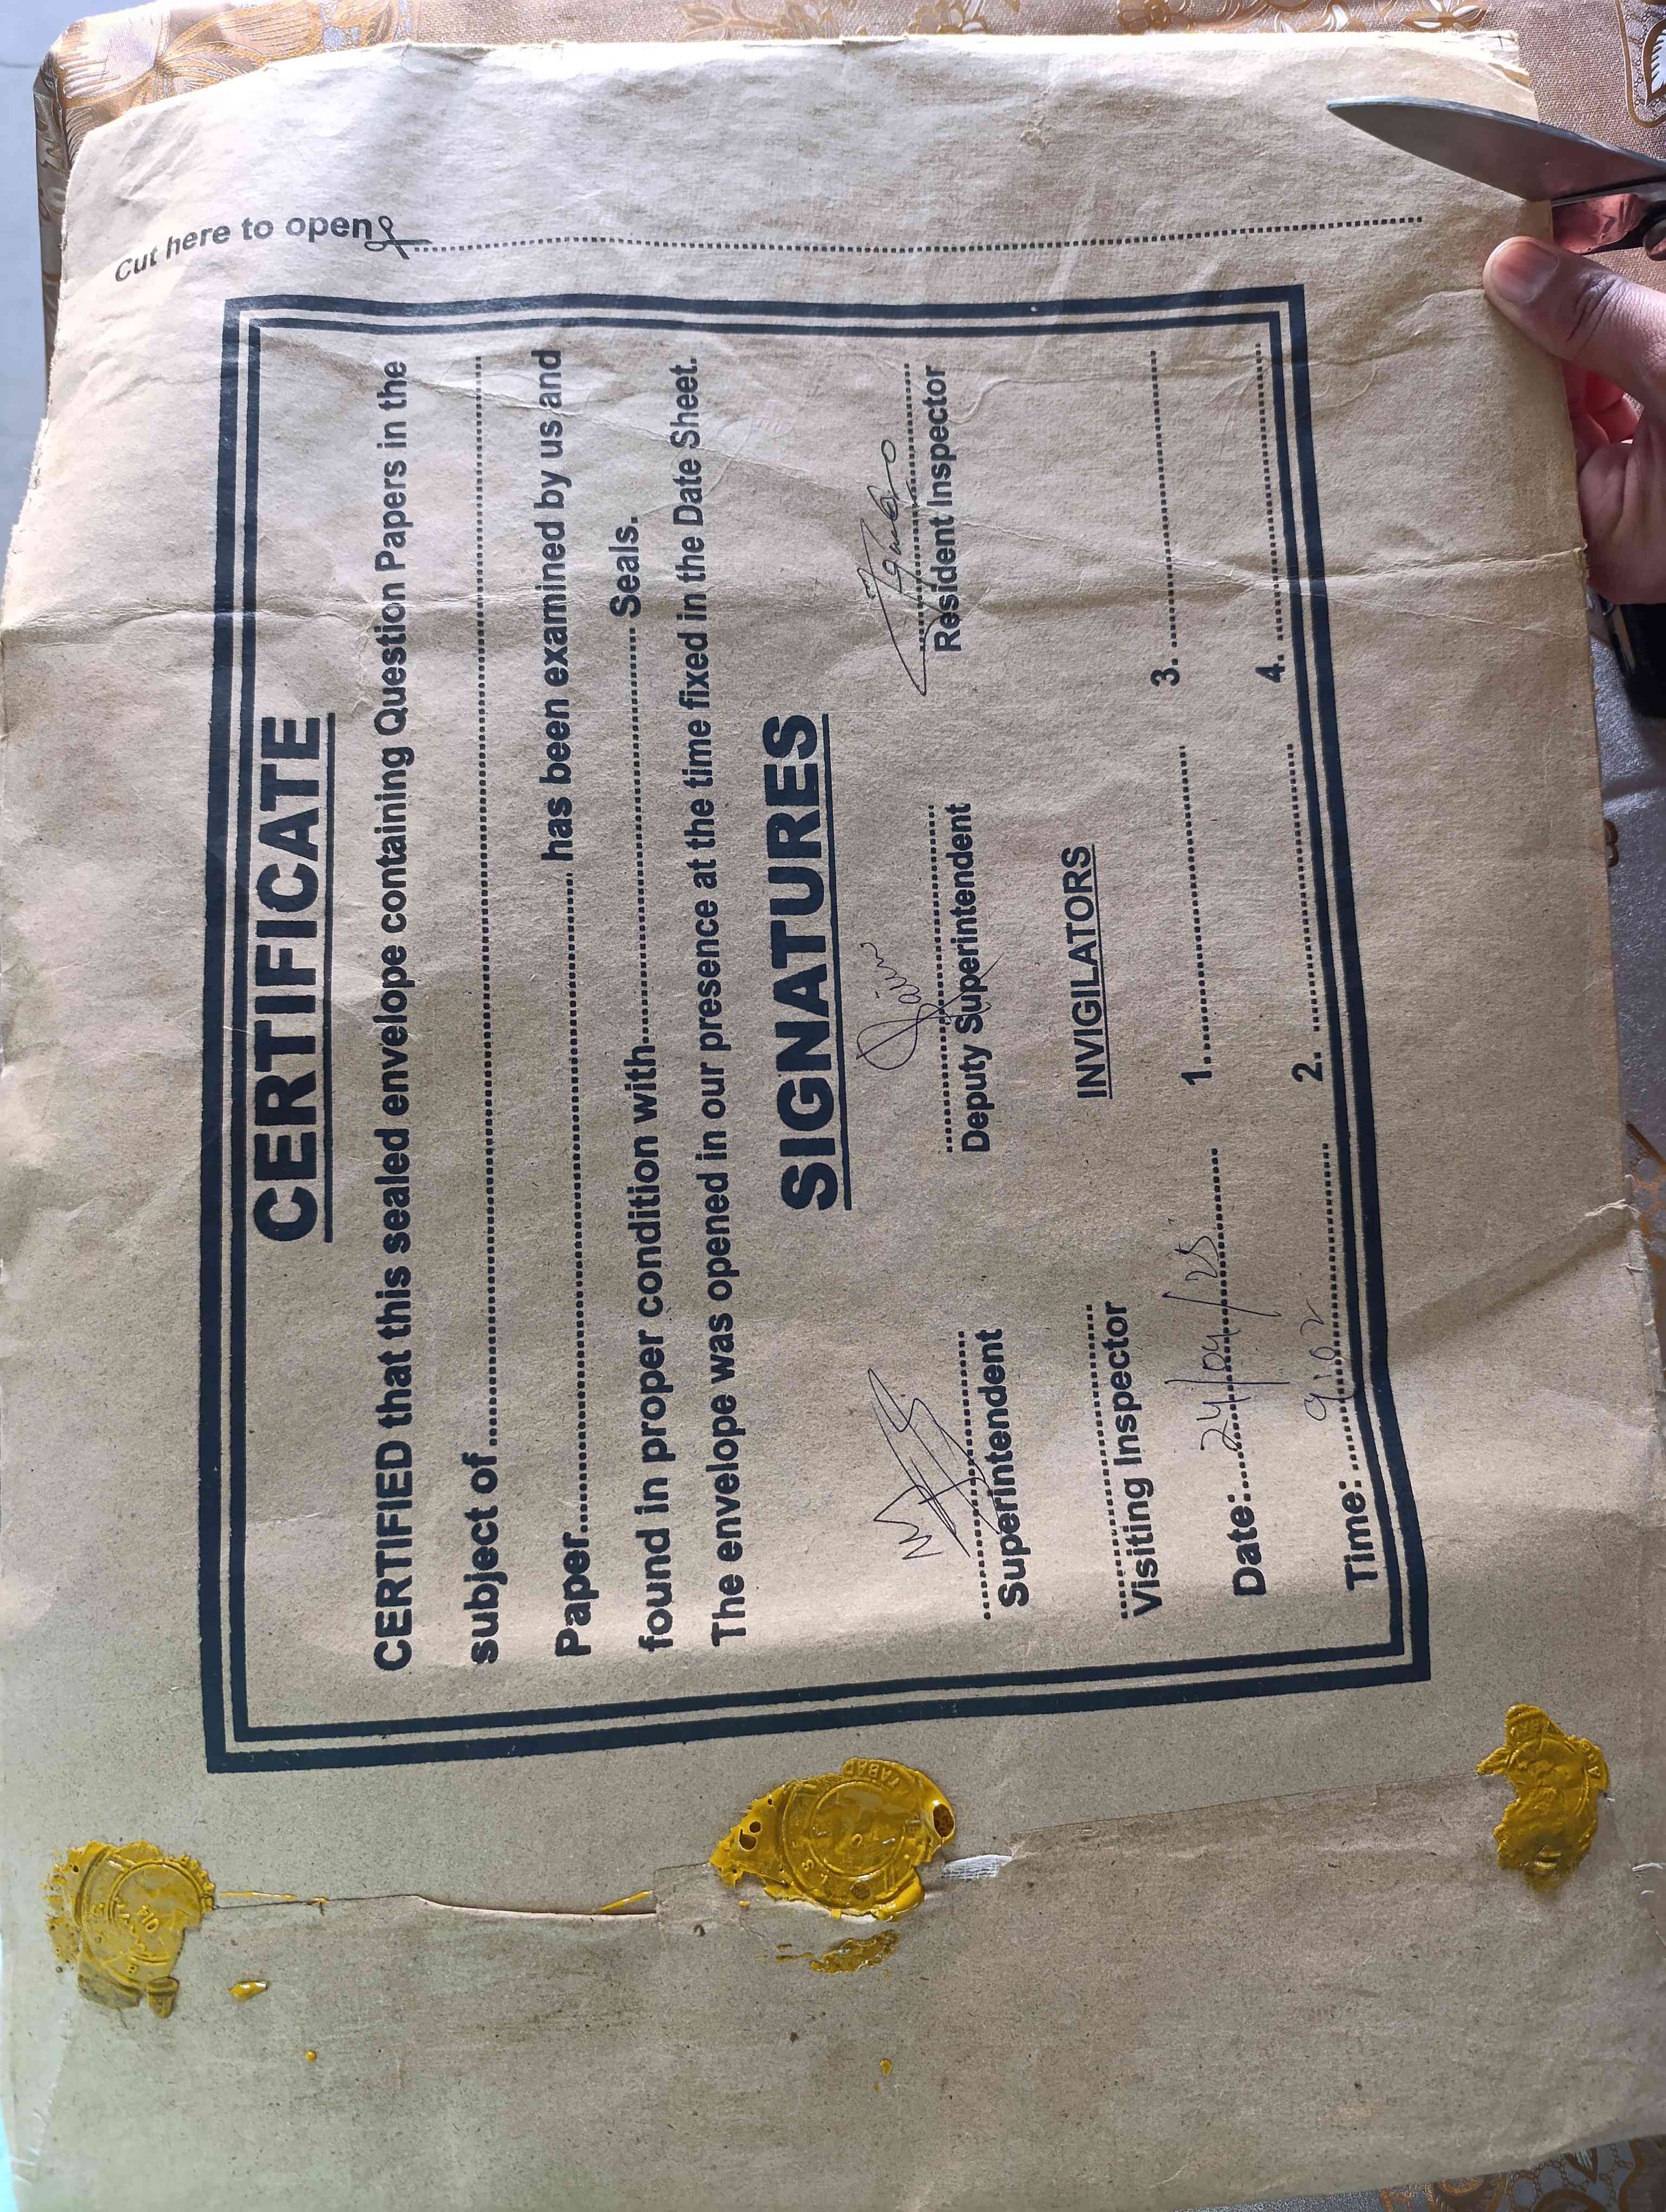 Cut here to open
CERTIFICATE
CERTIFIED that this sealed envelope containing Question Papers in the
subject of
Paper has been examined by us and
found in proper condition with Seals.
The envelope was opened in our presence at the time fixed in the Date Sheet.
SIGNATURES
Superintendent Deputy Superintendent Resident Inspector
INVIGILATORS
Visiting Inspector
1. 3.
Date: 24/04/25
2. 4.
Time: 9:02